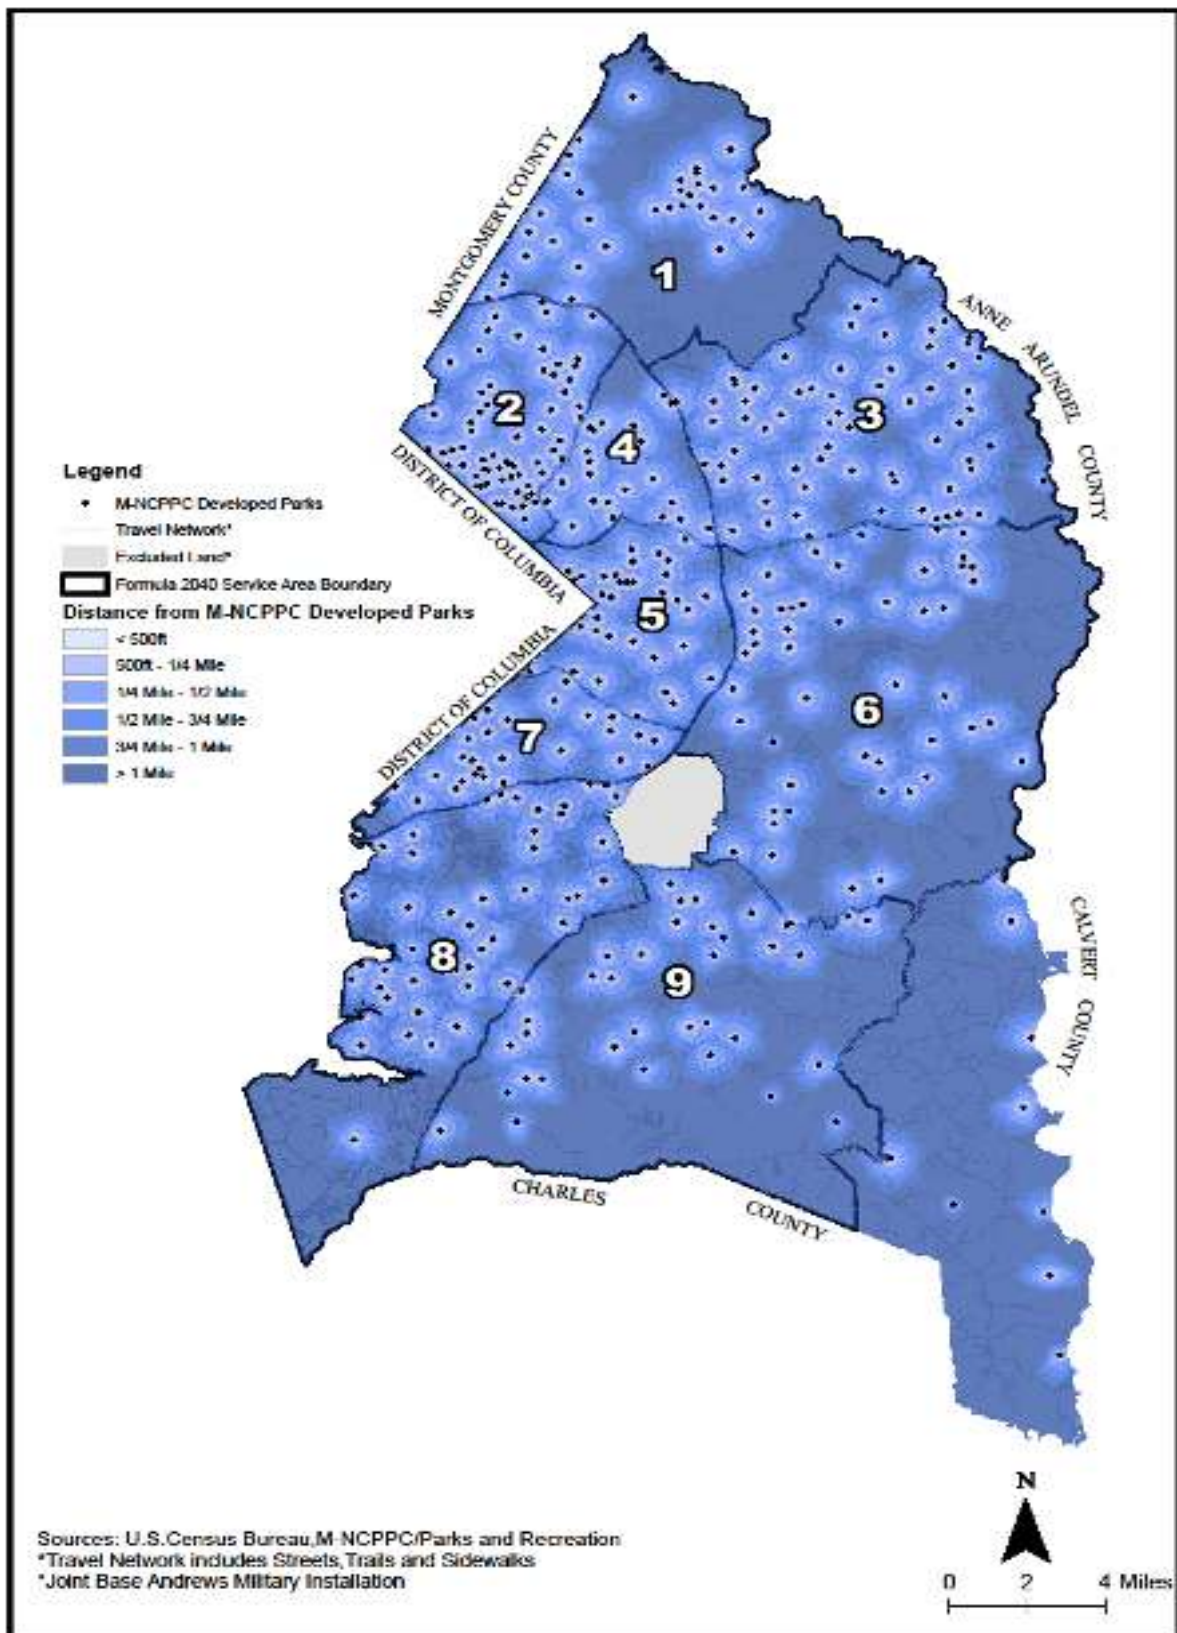 MONTGOMERY COUNTY
1
ANNE ARUNDEL COUNTY
2
3
4
DISTRICT OF COLUMBIA
Legend
M-NCPPC Developed Parks
Travel Network*
Excluded Land*
Formula 2040 Service Area Boundary
Distance from M-NCPPC Developed Parks
< 500ft
500ft - 1/4 Mile
1/4 Mile - 1/2 Mile
1/2 Mile - 3/4 Mile
3/4 Mile - 1 Mile
> 1 Mile
5
DISTRICT OF COLUMBIA
6
7
8
9
CALVERT COUNTY
CHARLES COUNTY
N
Sources: U.S.Census Bureau,M-NCPPC/Parks and Recreation
*Travel Network includes Streets,Trails and Sidewalks
*Joint Base Andrews Military Installation
0 2 4 Miles